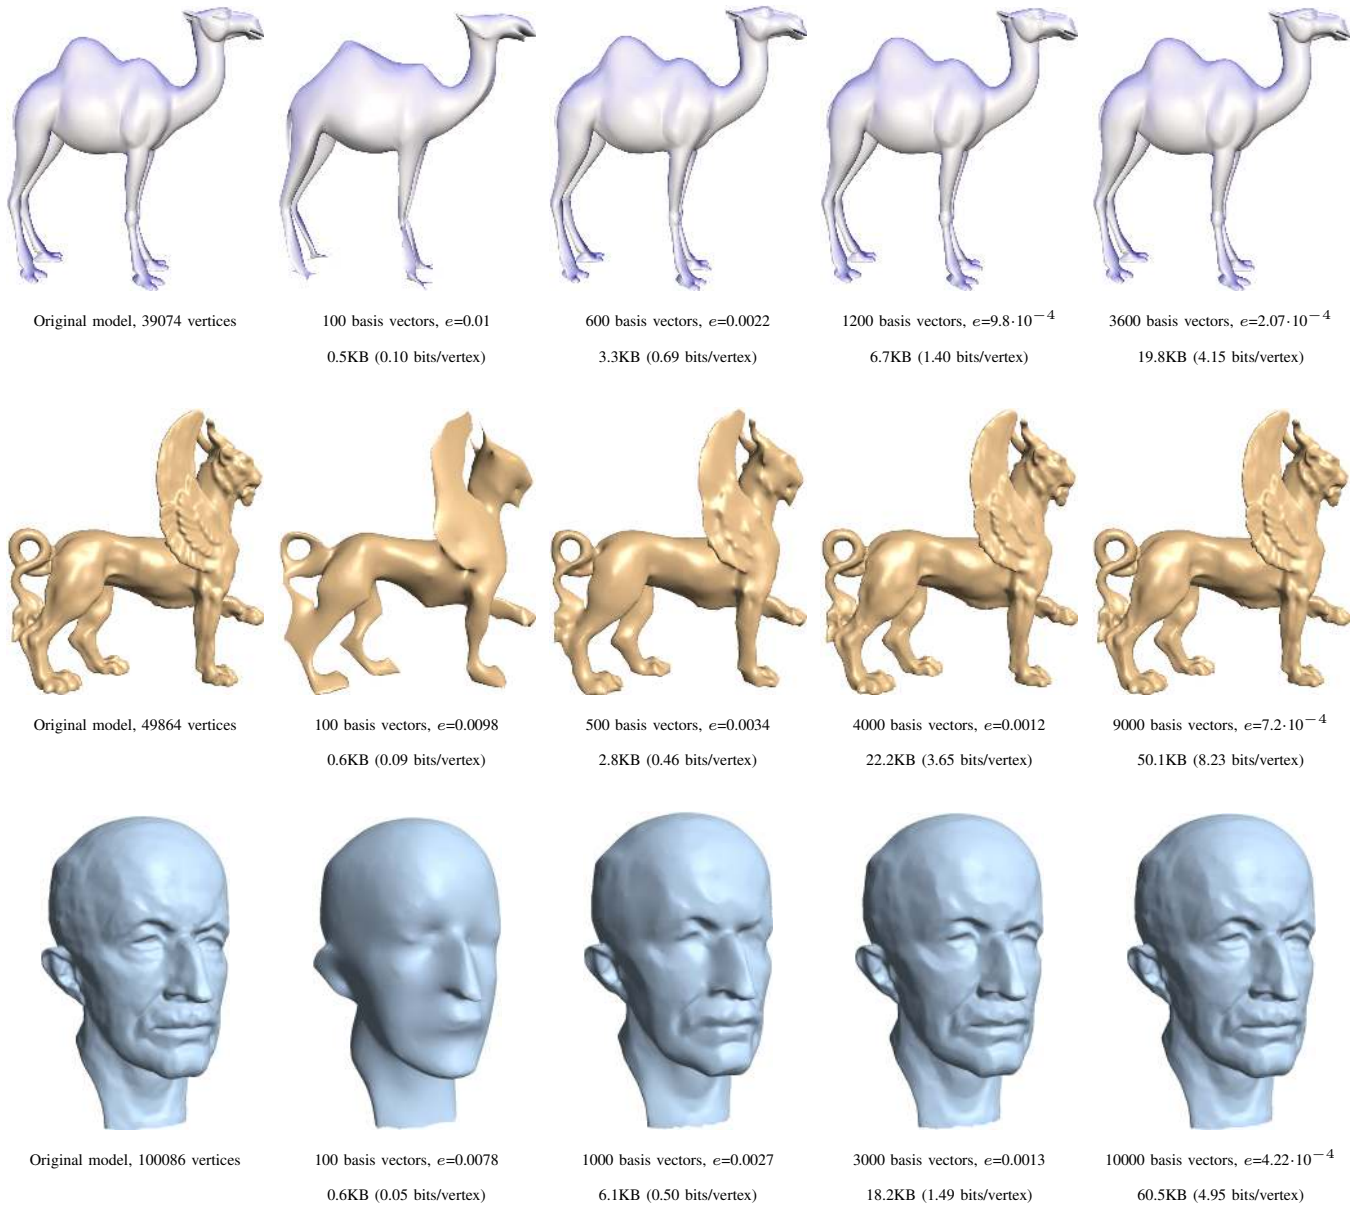 Original model, 39074 vertices
100 basis vectors, e=0.01
0.5KB (0.10 bits/vertex)
600 basis vectors, e=0.0022
3.3KB (0.69 bits/vertex)
1200 basis vectors, e=9.8·10⁻⁴
6.7KB (1.40 bits/vertex)
3600 basis vectors, e=2.07·10⁻⁴
19.8KB (4.15 bits/vertex)
Original model, 49864 vertices
100 basis vectors, e=0.0098
0.6KB (0.09 bits/vertex)
500 basis vectors, e=0.0034
2.8KB (0.46 bits/vertex)
4000 basis vectors, e=0.0012
22.2KB (3.65 bits/vertex)
9000 basis vectors, e=7.2·10⁻⁴
50.1KB (8.23 bits/vertex)
Original model, 100086 vertices
100 basis vectors, e=0.0078
0.6KB (0.05 bits/vertex)
1000 basis vectors, e=0.0027
6.1KB (0.50 bits/vertex)
3000 basis vectors, e=0.0013
18.2KB (1.49 bits/vertex)
10000 basis vectors, e=4.22·10⁻⁴
60.5KB (4.95 bits/vertex)